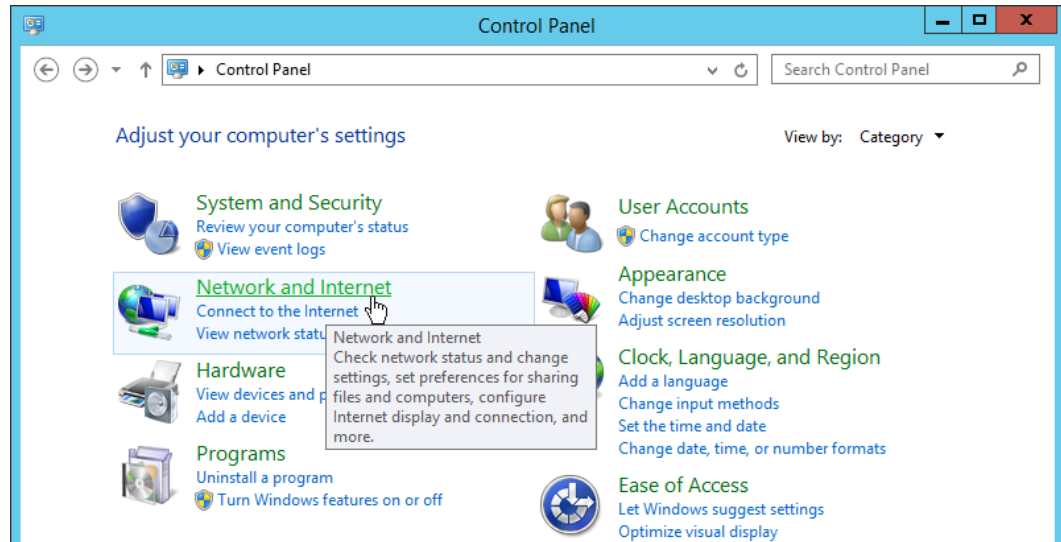 Control Panel
Control Panel
Search Control Panel
Adjust your computer's settings
View by: Category
System and Security
Review your computer's status
View event logs
Network and Internet
Connect to the Internet
View network statu
Network and Internet
Check network status and change
settings, set preferences for sharing
files and computers, configure
Internet display and connection, and
more.
Hardware
View devices and p
Add a device
Programs
Uninstall a program
Turn Windows features on or off
User Accounts
Change account type
Appearance
Change desktop background
Adjust screen resolution
Clock, Language, and Region
Add a language
Change input methods
Set the time and date
Change date, time, or number formats
Ease of Access
Let Windows suggest settings
Optimize visual display